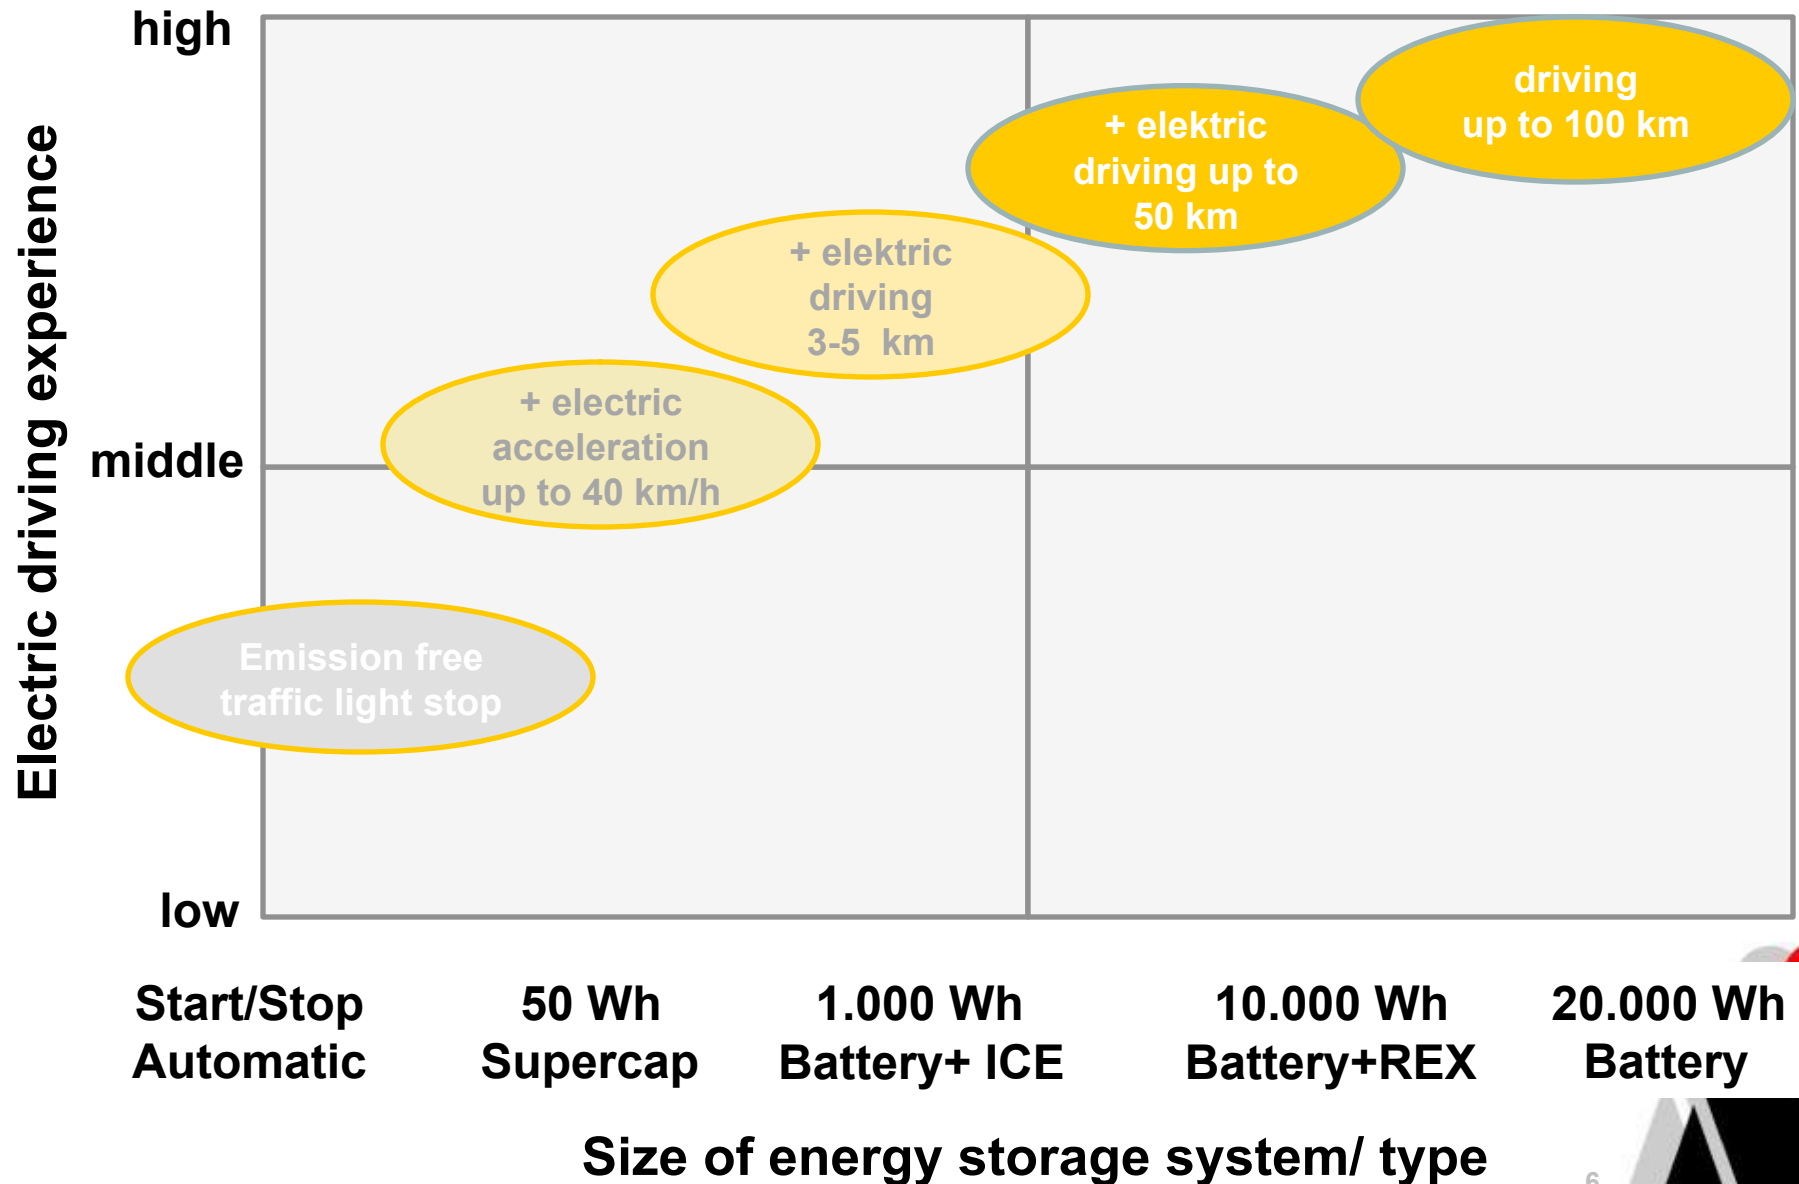 high
driving
up to 100 km
+ elektric
driving up to
50 km
+ elektric
driving
3-5  km
+ electric
acceleration
up to 40 km/h
middle
Emission free
traffic light stop
low
Electric driving experience
Start/Stop
Automatic
50 Wh
Supercap
1.000 Wh
Battery+ ICE
10.000 Wh
Battery+REX
20.000 Wh
Battery
Size of energy storage system/ type
6